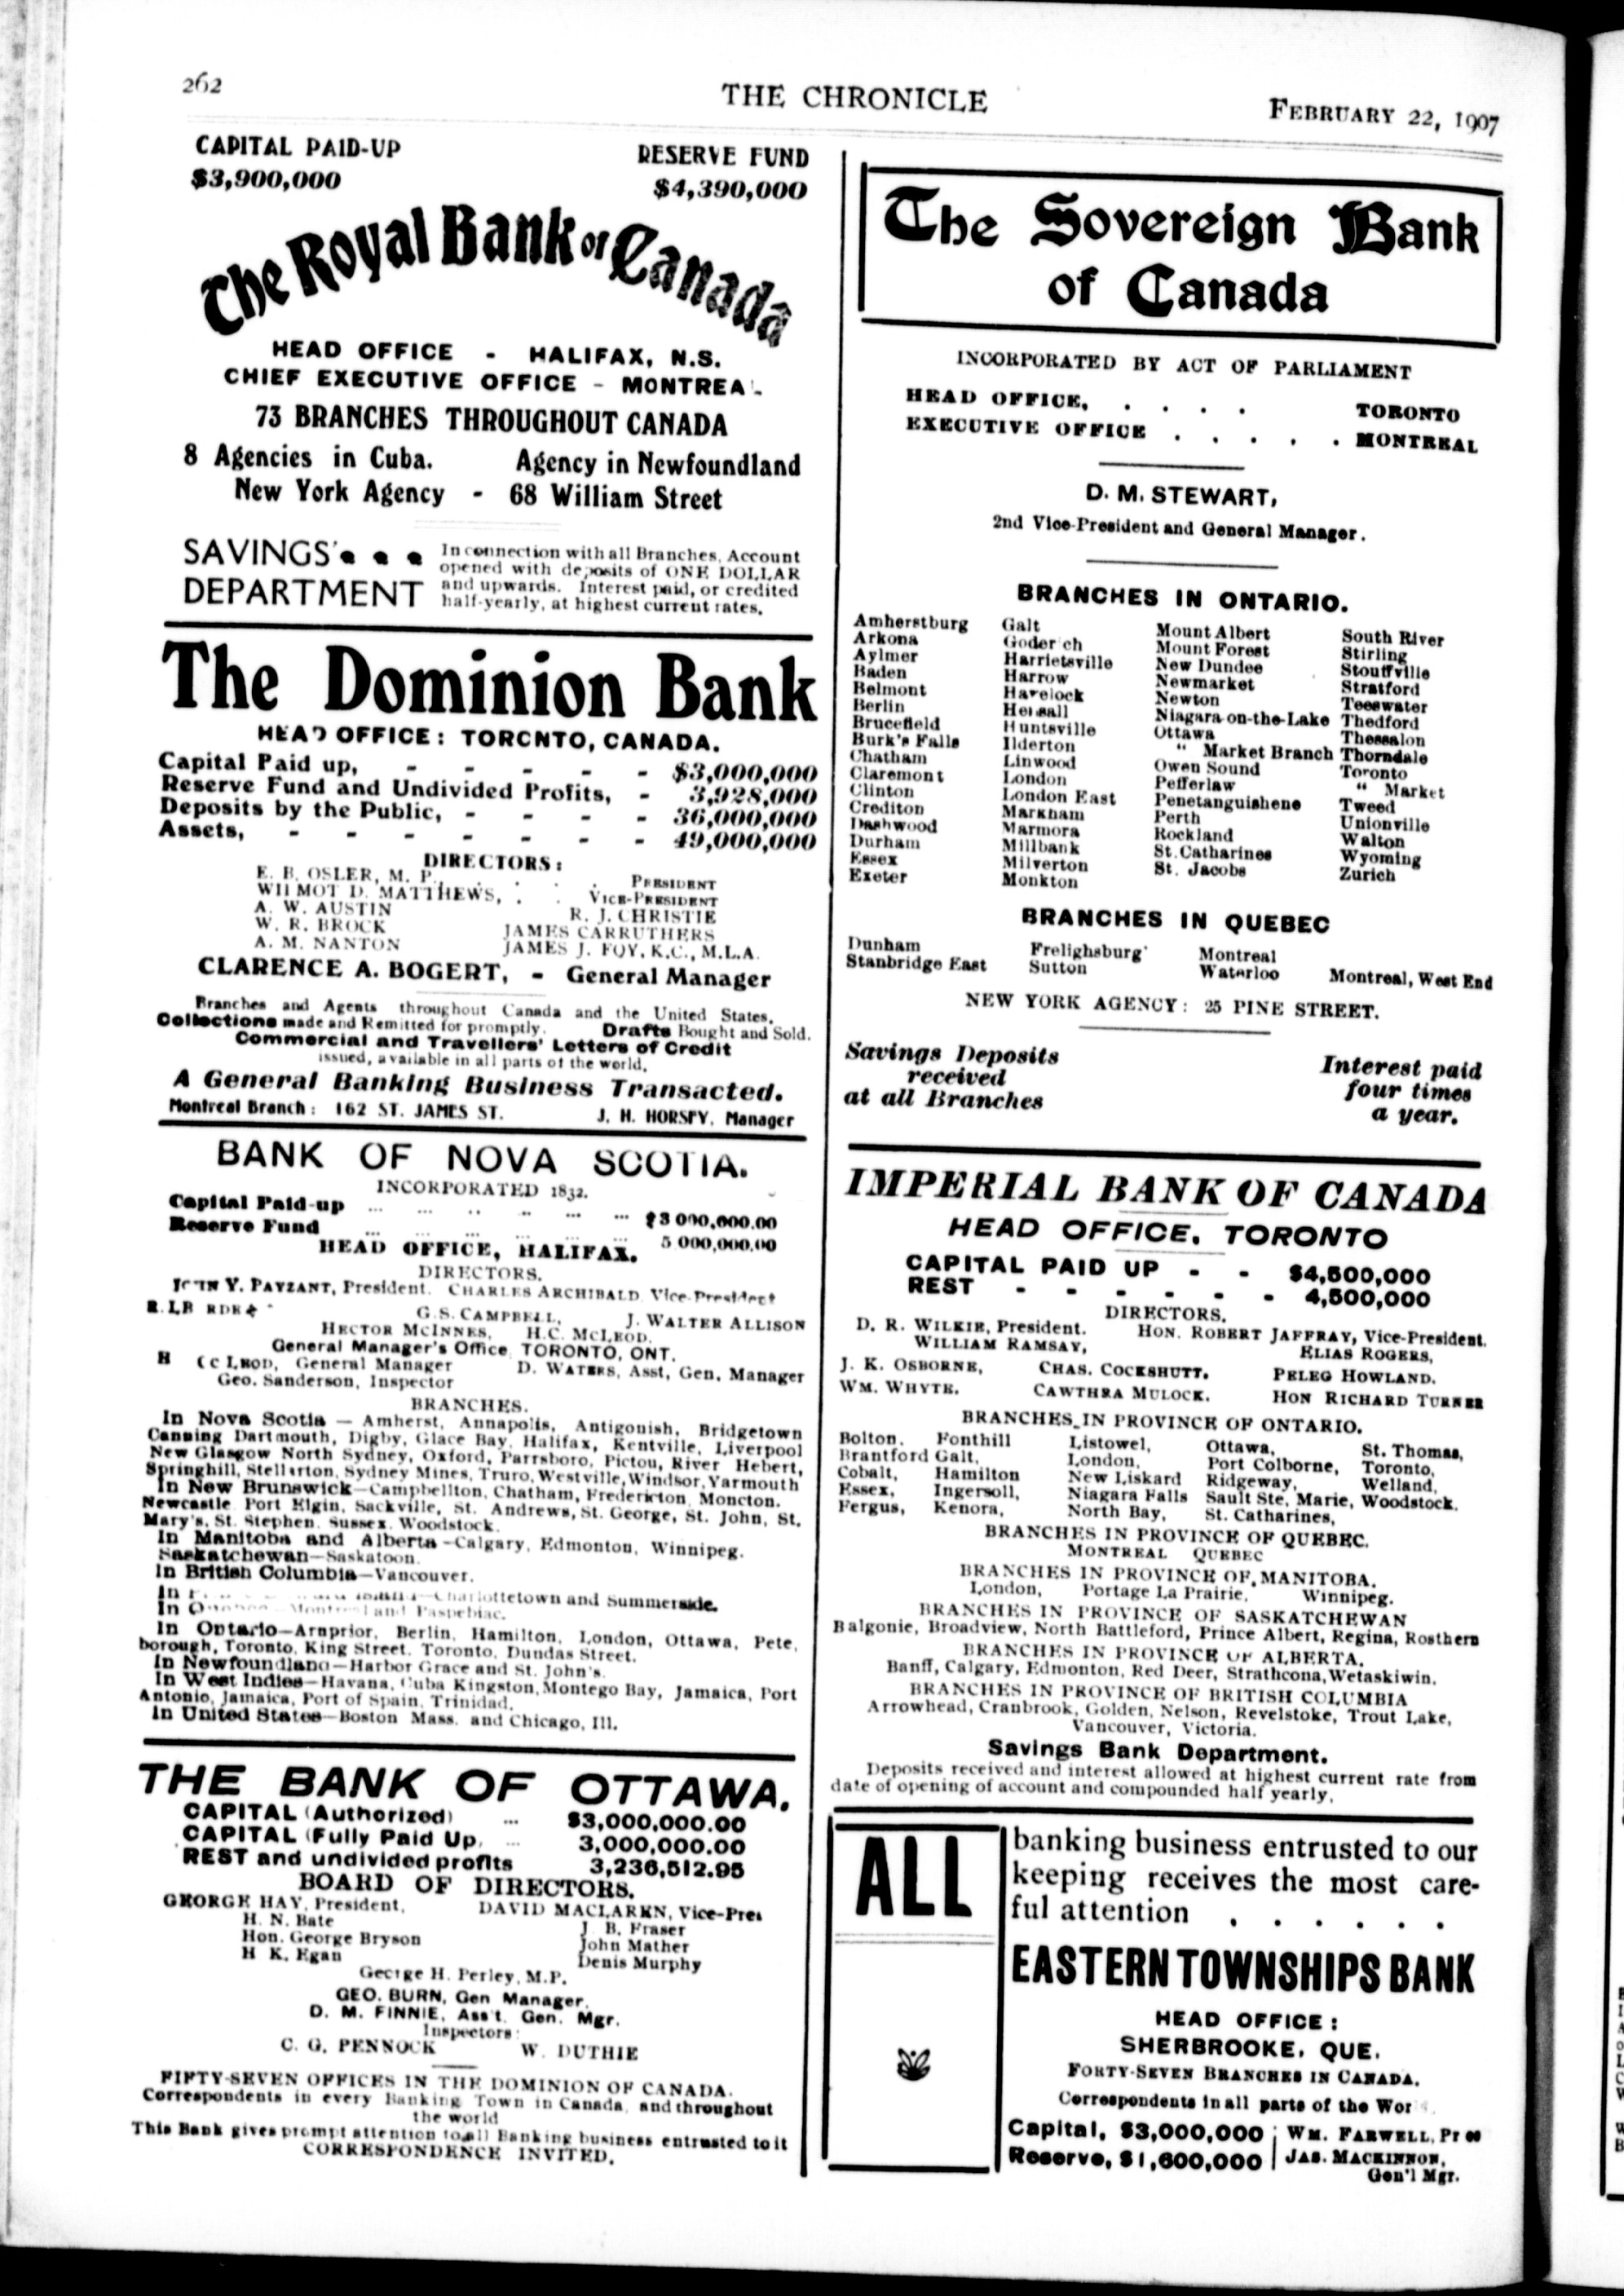 262
THE CHRONICLE
FEBRUARY 22, 1907
CAPITAL PAID-UP
$3,900,000
RESERVE FUND
$4,390,000
The Royal Bank of Canada
HEAD OFFICE - HALIFAX, N.S.
CHIEF EXECUTIVE OFFICE - MONTREA
73 BRANCHES THROUGHOUT CANADA
8 Agencies in Cuba. Agency in Newfoundland
New York Agency - 68 William Street
SAVINGS
DEPARTMENT
In connection with all Branches, Account
opened with deposits of ONE DOLLAR
and upwards. Interest paid, or credited
half-yearly, at highest current rates.
The Dominion Bank
HEAD OFFICE: TORONTO, CANADA.
Capital Paid up, - - - - - $3,000,000
Reserve Fund and Undivided Profits, - 3,928,000
Deposits by the Public, - - - - 36,000,000
Assets, - - - - - - - 49,000,000
DIRECTORS:
E. B. OSLER, M. P. . . . . PRESIDENT
WILMOT D. MATTHEWS, . . VICE-PRESIDENT
A. W. AUSTIN R. J. CHRISTIE
W. R. BROCK JAMES CARRUTHERS
A. M. NANTON JAMES J. FOY, K.C., M.L.A.
CLARENCE A. BOGERT, - General Manager
Branches and Agents throughout Canada and the United States.
Collections made and Remitted for promptly. Drafts Bought and Sold.
Commercial and Travellers' Letters of Credit
issued, available in all parts of the world.
A General Banking Business Transacted.
Montreal Branch: 162 ST. JAMES ST. J. H. HORSEY, Manager
BANK OF NOVA SCOTIA.
INCORPORATED 1832.
Capital Paid-up ... ... .. .. ... ... $3 000,000.00
Reserve Fund ... ... ... ... ... 5 000,000.00
HEAD OFFICE, HALIFAX.
DIRECTORS.
JOHN Y. PAYZANT, President. CHARLES ARCHIBALD Vice-President
G. S. CAMPBELL, J. WALTER ALLISON
HECTOR MCINNES, H. C. MCLEOD.
General Manager's Office TORONTO, ONT.
H General Manager D. WATERS, Asst, Gen. Manager
Geo. Sanderson, Inspector
BRANCHES.
In Nova Scotia — Amherst, Annapolis, Antigonish, Bridgetown
Canning Dartmouth, Digby, Glace Bay, Halifax, Kentville, Liverpool
New Glasgow North Sydney, Oxford, Parrsboro, Pictou, River Hebert,
Springhill, Stellarton, Sydney Mines, Truro, Westville, Windsor, Yarmouth
In New Brunswick—Campbellton, Chatham, Fredericton, Moncton.
Newcastle Port Elgin, Sackville, St. Andrews, St. George, St. John, St.
Mary's, St. Stephen, Sussex, Woodstock.
In Manitoba and Alberta—Calgary, Edmonton, Winnipeg.
Saskatchewan—Saskatoon.
In British Columbia—Vancouver.
In Charlottetown and Summerside.
In Montreal and Paspebiac.
In Ontario—Arnprior, Berlin, Hamilton, London, Ottawa, Pete,
borough, Toronto, King Street, Toronto, Dundas Street.
In Newfoundland—Harbor Grace and St. John's.
In West Indies—Havana, Cuba Kingston, Montego Bay, Jamaica, Port
Antonio, Jamaica, Port of Spain, Trinidad.
In United States—Boston Mass. and Chicago, Ill.
THE BANK OF OTTAWA.
CAPITAL (Authorized) ... $3,000,000.00
CAPITAL (Fully Paid Up) ... 3,000,000.00
REST and undivided profits 3,236,512.95
BOARD OF DIRECTORS.
GEORGE HAY, President, DAVID MACLAREN, Vice-Pres
H. N. Bate J. B. Fraser
Hon. George Bryson John Mather
H K. Egan Denis Murphy
George H. Perley, M.P.
GEO. BURN, Gen Manager.
D. M. FINNIE, Ass't. Gen. Mgr.
Inspectors:
C. G. PENNOCK W. DUTHIE
FIFTY-SEVEN OFFICES IN THE DOMINION OF CANADA.
Correspondents in every Banking Town in Canada, and throughout
the world
This Bank gives prompt attention to all Banking business entrusted to it
CORRESPONDENCE INVITED.
The Sovereign Bank
of Canada
INCORPORATED BY ACT OF PARLIAMENT
HEAD OFFICE, . . . . TORONTO
EXECUTIVE OFFICE . . . . . MONTREAL
D. M. STEWART,
2nd Vice-President and General Manager.
BRANCHES IN ONTARIO.
Amherstburg Galt Mount Albert South River
Arkona Goderich Mount Forest Stirling
Aylmer Harrietsville New Dundee Stouffville
Baden Harrow Newmarket Stratford
Belmont Havelock Newton Teeswater
Berlin Hensall Niagara-on-the-Lake Thedford
Brucefield Huntsville Ottawa Thessalon
Burk's Falls Ilderton " Market Branch Thorndale
Chatham Linwood Owen Sound Toronto
Claremont London Pefferlaw " Market
Clinton London East Penetanguishene Tweed
Crediton Markham Perth Unionville
Dashwood Marmora Rockland Walton
Durham Millbank St. Catharines Wyoming
Essex Milverton St. Jacobs Zurich
Exeter Monkton
BRANCHES IN QUEBEC
Dunham Frelighsburg Montreal
Stanbridge East Sutton Waterloo Montreal, West End
NEW YORK AGENCY: 25 PINE STREET.
Savings Deposits
received
at all Branches
Interest paid
four times
a year.
IMPERIAL BANK OF CANADA
HEAD OFFICE, TORONTO
CAPITAL PAID UP - - $4,500,000
REST - - - - - - 4,500,000
DIRECTORS.
D. R. WILKIE, President. HON. ROBERT JAFFRAY, Vice-President.
WILLIAM RAMSAY, ELIAS ROGERS,
J. K. OSBORNE, CHAS. COCKSHUTT. PELEG HOWLAND.
WM. WHYTE. CAWTHRA MULOCK. HON RICHARD TURNER
BRANCHES IN PROVINCE OF ONTARIO.
Bolton. Fonthill Listowel, Ottawa, St. Thomas,
Brantford Galt, London, Port Colborne, Toronto,
Cobalt, Hamilton New Liskard Ridgeway, Welland,
Essex, Ingersoll, Niagara Falls Sault Ste. Marie, Woodstock.
Fergus, Kenora, North Bay, St. Catharines,
BRANCHES IN PROVINCE OF QUEBEC.
MONTREAL QUEBEC
BRANCHES IN PROVINCE OF MANITOBA.
London, Portage La Prairie, Winnipeg.
BRANCHES IN PROVINCE OF SASKATCHEWAN
Balgonie, Broadview, North Battleford, Prince Albert, Regina, Rosthern
BRANCHES IN PROVINCE OF ALBERTA.
Banff, Calgary, Edmonton, Red Deer, Strathcona, Wetaskiwin.
BRANCHES IN PROVINCE OF BRITISH COLUMBIA
Arrowhead, Cranbrook, Golden, Nelson, Revelstoke, Trout Lake,
Vancouver, Victoria.
Savings Bank Department.
Deposits received and interest allowed at highest current rate from
date of opening of account and compounded half yearly.
ALL
banking business entrusted to our
keeping receives the most care-
ful attention . . . . . .
EASTERN TOWNSHIPS BANK
HEAD OFFICE:
SHERBROOKE, QUE.
FORTY-SEVEN BRANCHES IN CANADA.
Correspondents in all parts of the Wor
Capital, $3,000,000 WM. FARWELL,
Reserve, $1,600,000 JAS. MACKINNON,
Gen'l Mgr.